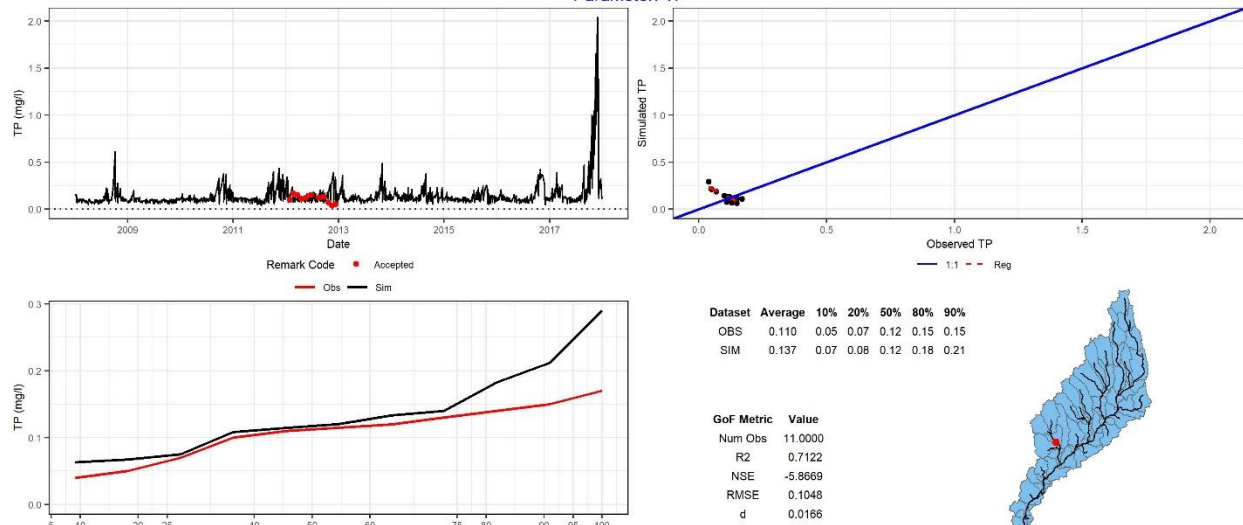 TP (mg/l)
2.0
1.5
1.0
0.5
0.0
2009 2011 2013 2015 2017
Date
Remark Code Accepted
Obs Sim
Simulated TP
2.0
1.5
1.0
0.5
0.0
0.0 0.5 1.0 1.5 2.0
Observed TP
1:1 Reg
TP (mg/l)
0.3
0.2
0.1
0.0
5 10 20 25 40 50 60 75 80 90 95 100
Dataset Average 10% 20% 50% 80% 90%
OBS 0.110 0.05 0.07 0.12 0.15 0.15
SIM 0.137 0.07 0.08 0.12 0.18 0.21
GoF Metric Value
Num Obs 11.0000
R2 0.7122
NSE -5.8669
RMSE 0.1048
d 0.0166